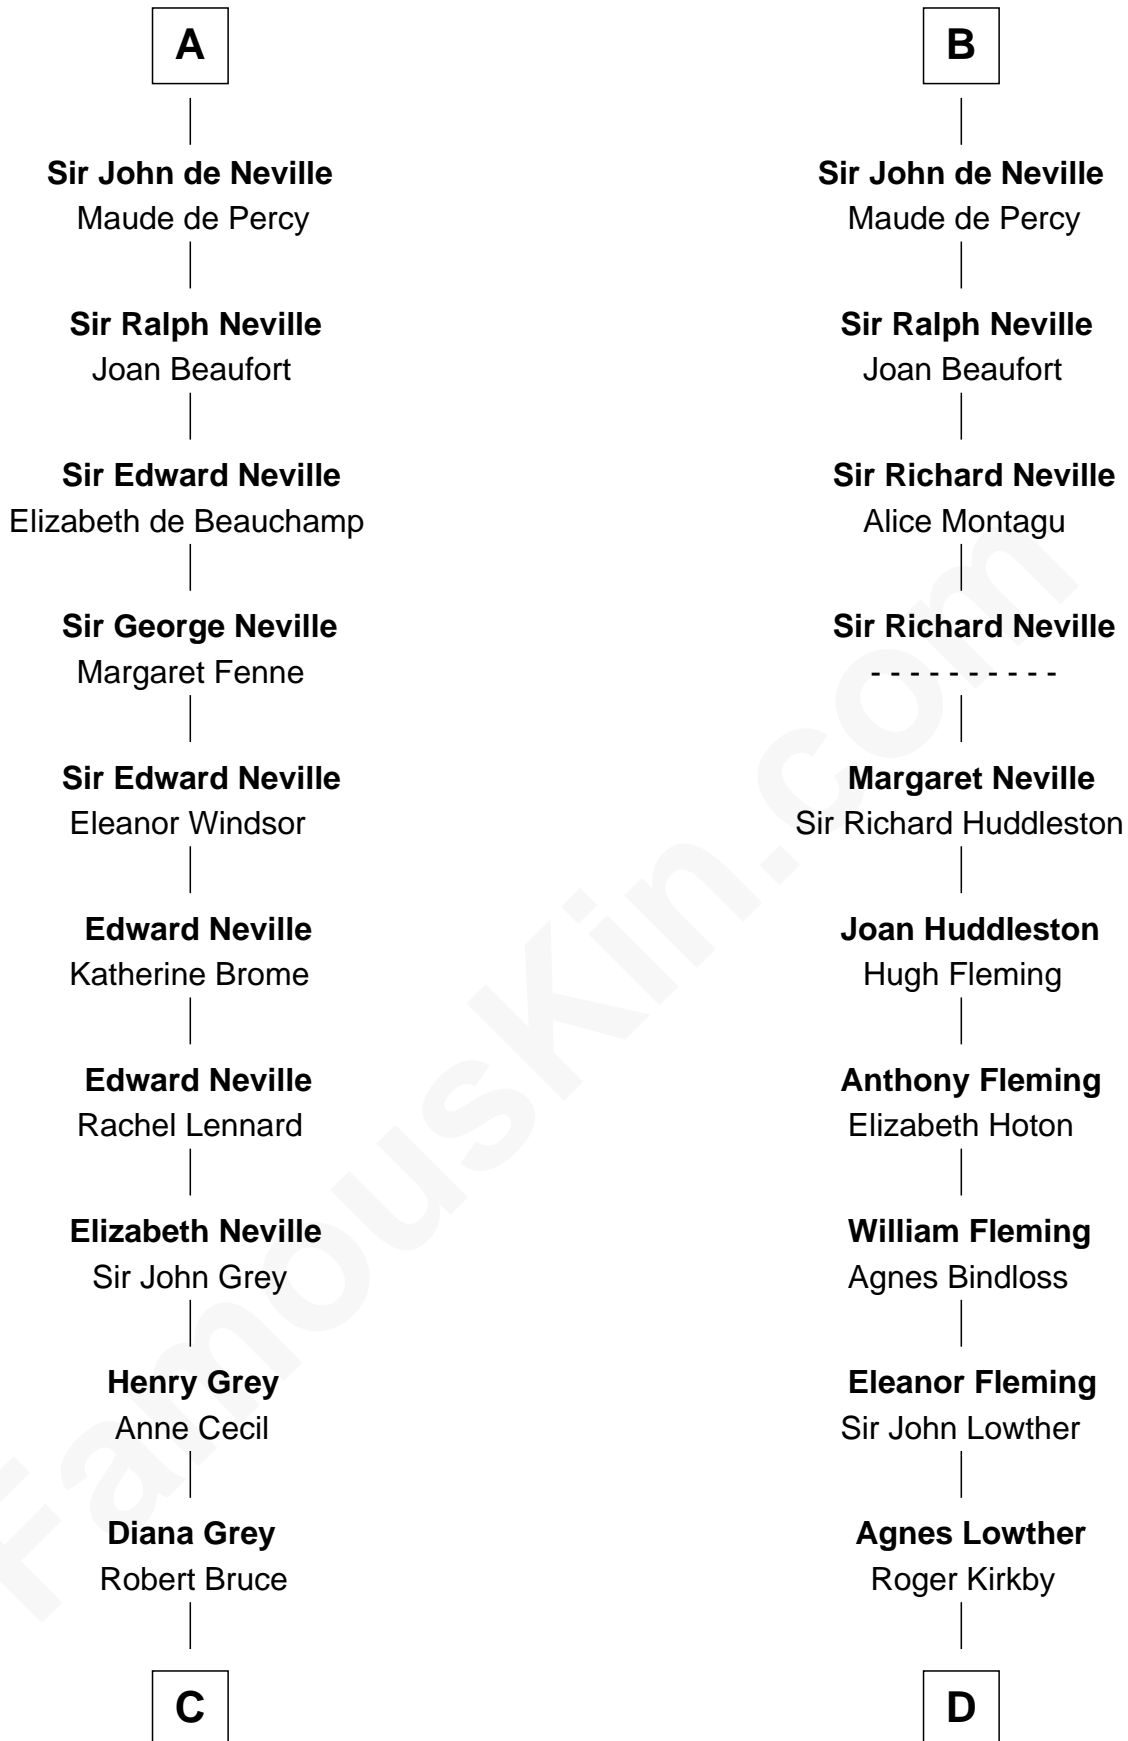 A
Sir John de Neville
Maude de Percy
Sir Ralph Neville
Joan Beaufort
Sir Edward Neville
Elizabeth de Beauchamp
Sir George Neville
Margaret Fenne
Sir Edward Neville
Eleanor Windsor
Edward Neville
Katherine Brome
Edward Neville
Rachel Lennard
Elizabeth Neville
Sir John Grey
Henry Grey
Anne Cecil
Diana Grey
Robert Bruce
C
B
Sir John de Neville
Maude de Percy
Sir Ralph Neville
Joan Beaufort
Sir Richard Neville
Alice Montagu
Sir Richard Neville
- - - - - - - - - -
Margaret Neville
Sir Richard Huddleston
Joan Huddleston
Hugh Fleming
Anthony Fleming
Elizabeth Hoton
William Fleming
Agnes Bindloss
Eleanor Fleming
Sir John Lowther
Agnes Lowther
Roger Kirkby
D
FamousKin.com